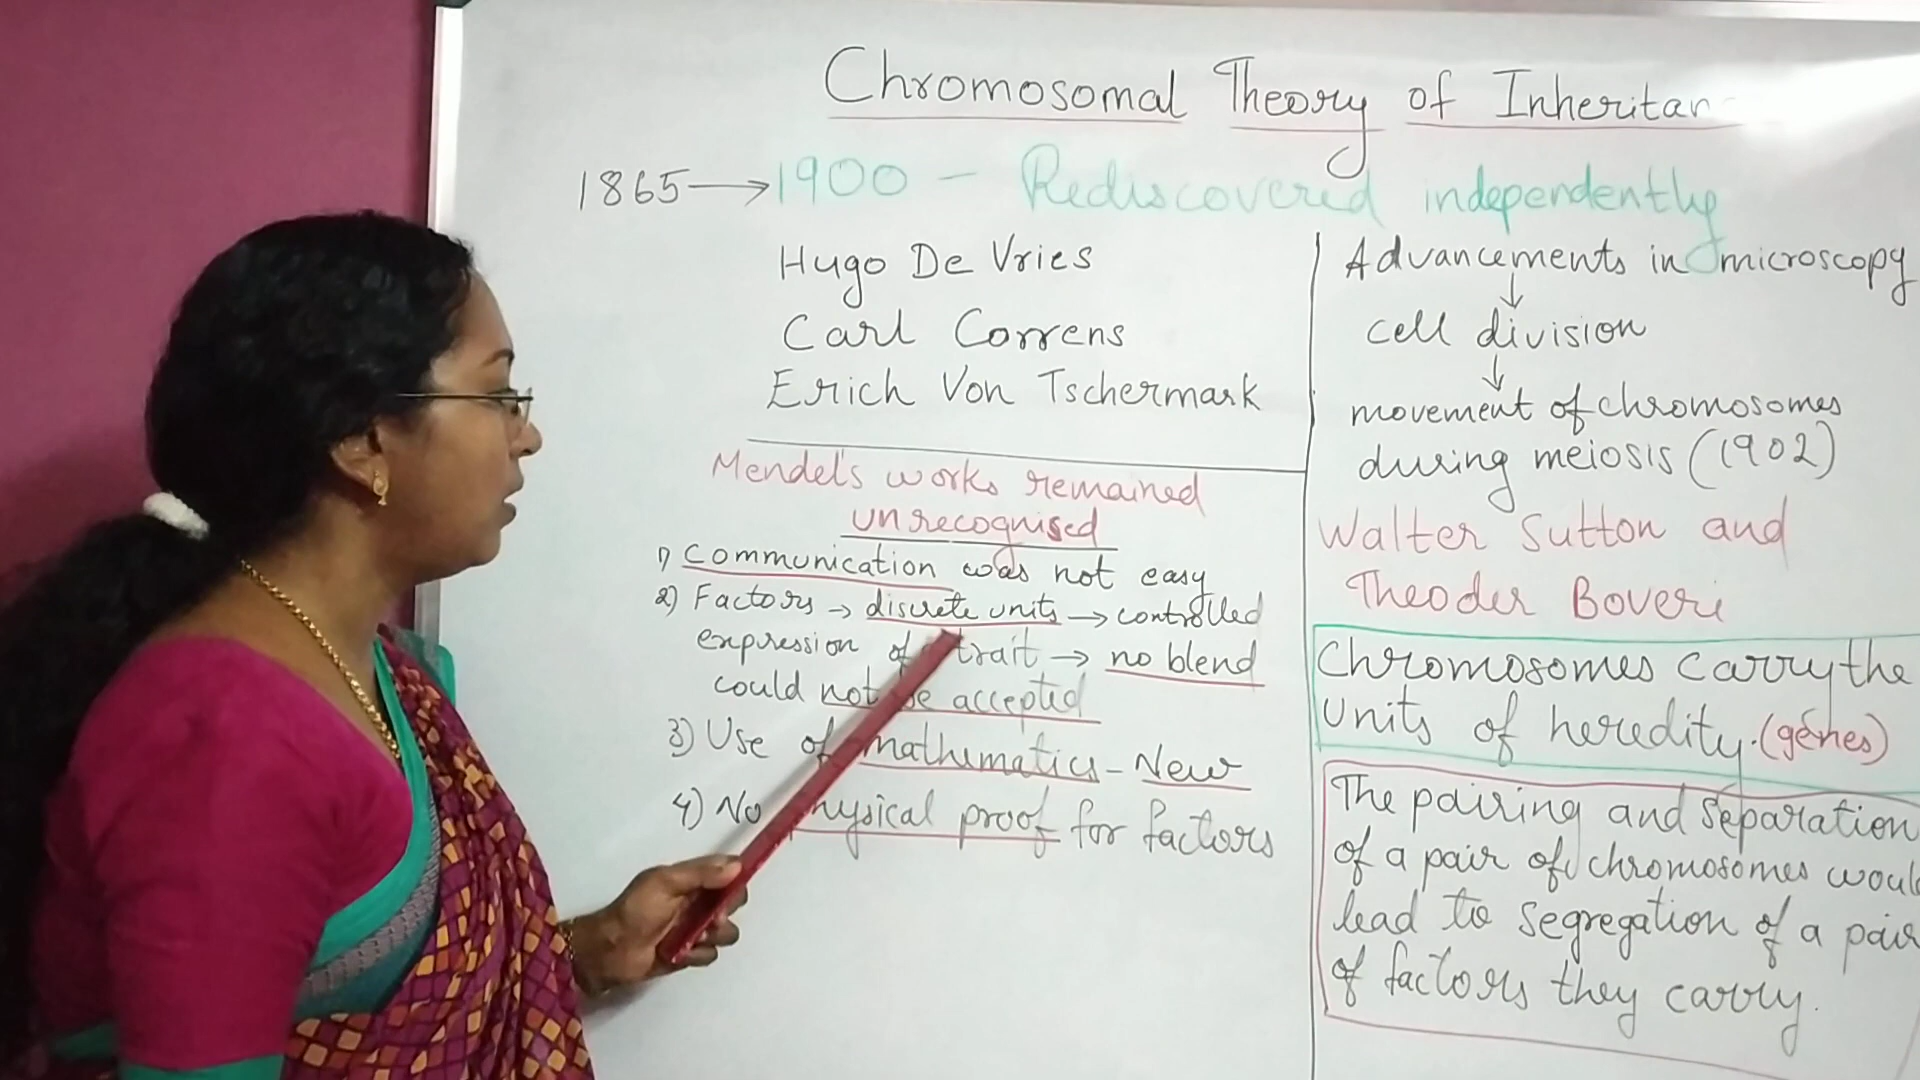 Chromosomal Theory of Inheritan
1865 → 1900 - Rediscovered independently
Hugo De Vries
Carl Correns
Erich Von Tschermark
Mendel's works remained
unrecognised
1) Communication was not easy
2) Factors → discrete units → controlled
expression of trait → no blend
could not be accepted
3) Use of mathematics - New
4) No physical proof for factors
Advancements in microscopy
↓
cell division
↓
movement of chromosomes
during meiosis (1902)
Walter Sutton and
Theoder Boveri
Chromosomes carry the
units of heredity. (genes)
The pairing and separation
of a pair of chromosomes woul
lead to segregation of a pair
of factors they carry.